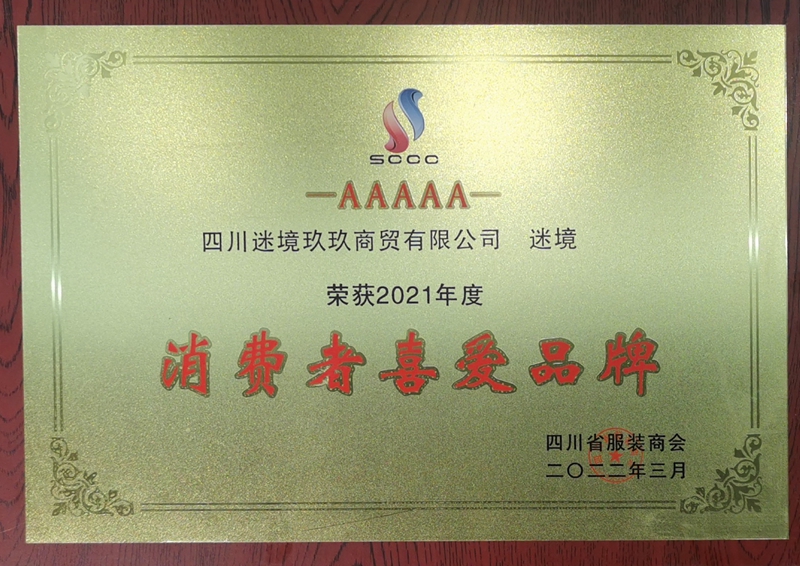 SCCC
—AAAAA—
四川迷境玖玖商贸有限公司　迷境
荣获2021年度
消费者喜爱品牌
四川省服装商会
二〇二二年三月